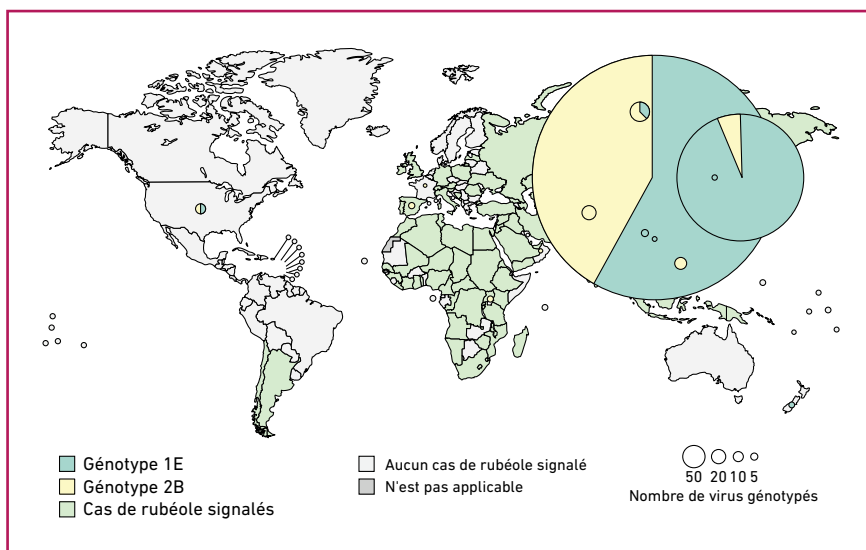 Génotype 1E
Génotype 2B
Cas de rubéole signalés
Aucun cas de rubéole signalé
N'est pas applicable
50 20 10 5
Nombre de virus génotypés